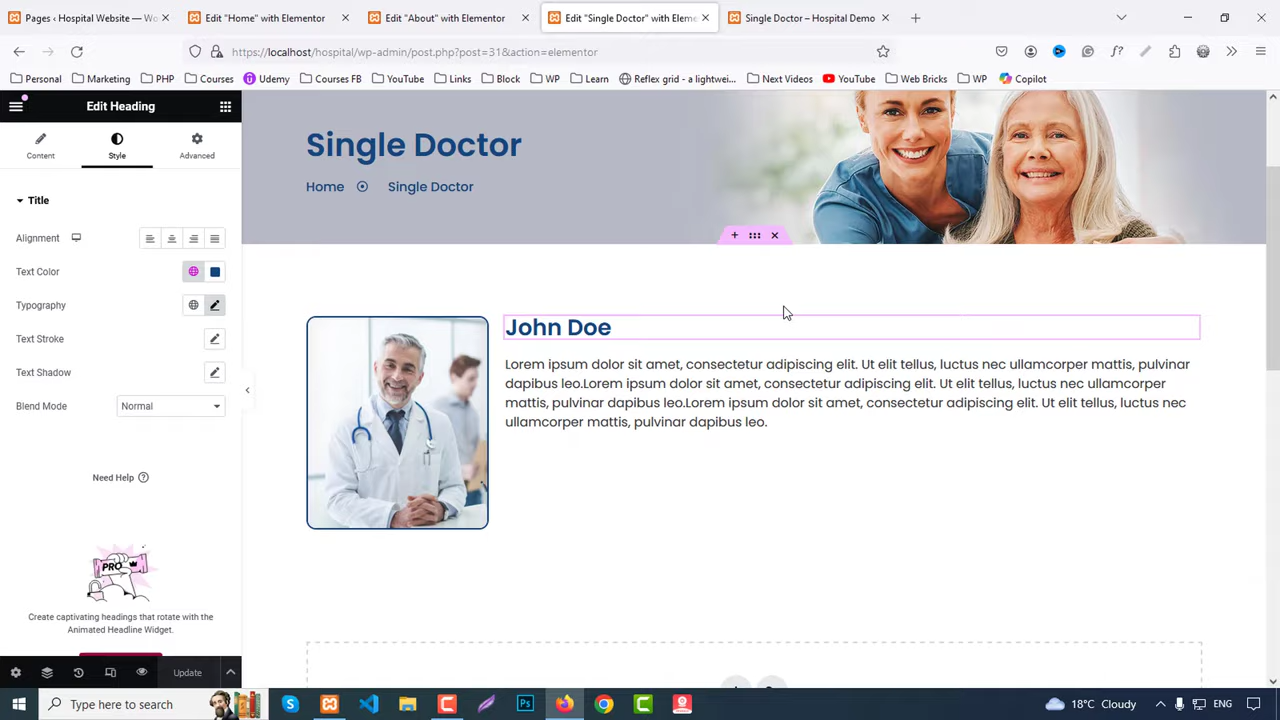 Pages ‹ Hospital Website — Wo
Edit "Home" with Elementor
Edit "About" with Elementor
Edit "Single Doctor" with Eleme
Single Doctor – Hospital Demo
https://localhost/hospital/wp-admin/post.php?post=31&action=elementor
Personal
Marketing
PHP
Courses
Udemy
Courses FB
YouTube
Links
Block
WP
Learn
Reflex grid - a lightwei...
Next Videos
YouTube
Web Bricks
WP
Copilot
Edit Heading
Content
Style
Advanced
Title
Alignment
Text Color
Typography
Text Stroke
Text Shadow
Blend Mode
Normal
Need Help
PRO
Create captivating headings that rotate with the
Animated Headline Widget.
Update
Single Doctor
Home
Single Doctor
John Doe
Lorem ipsum dolor sit amet, consectetur adipiscing elit. Ut elit tellus, luctus nec ullamcorper mattis, pulvinar
dapibus leo.Lorem ipsum dolor sit amet, consectetur adipiscing elit. Ut elit tellus, luctus nec ullamcorper
mattis, pulvinar dapibus leo.Lorem ipsum dolor sit amet, consectetur adipiscing elit. Ut elit tellus, luctus nec
ullamcorper mattis, pulvinar dapibus leo.
Type here to search
18°C Cloudy
ENG